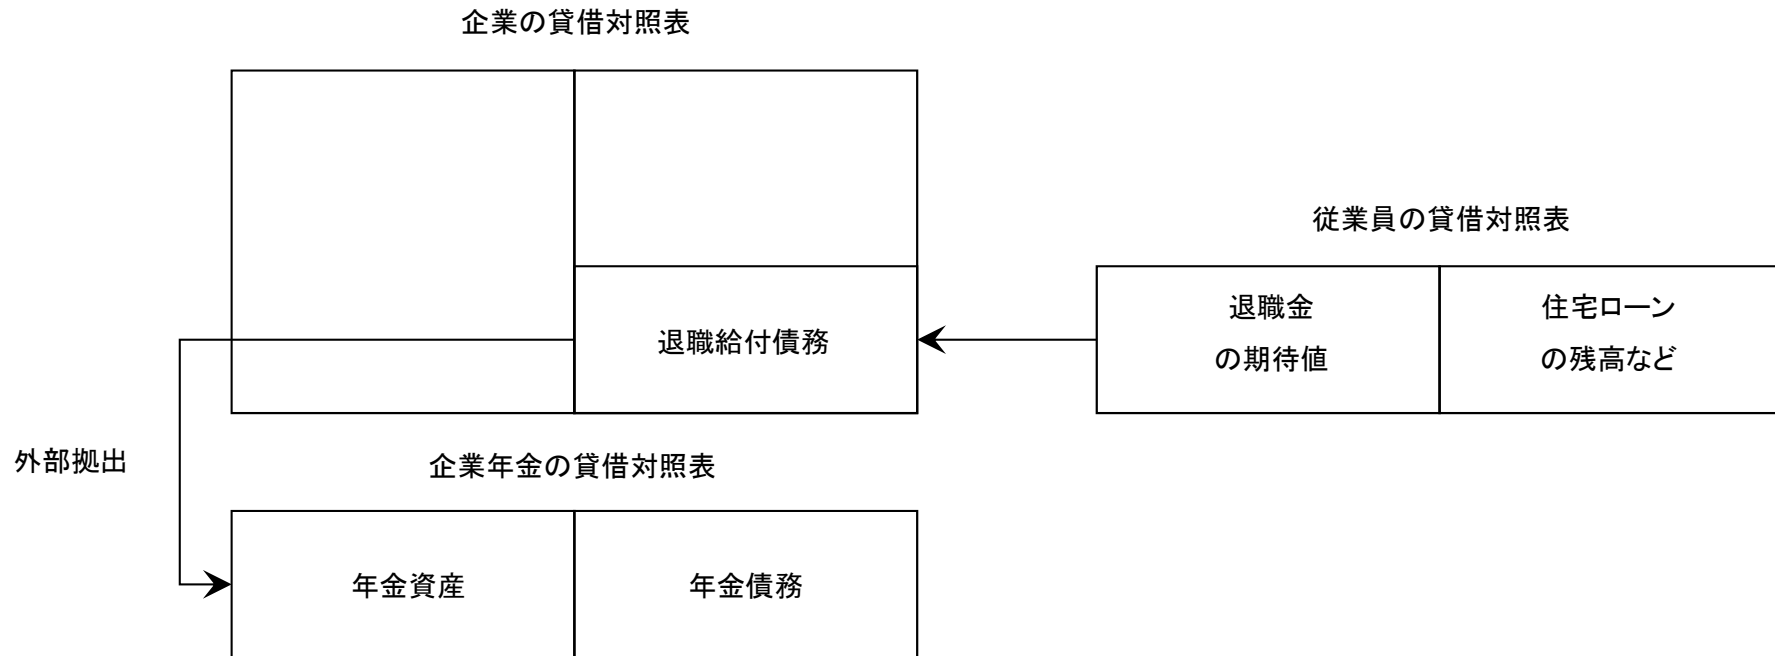 企業の貸借対照表
従業員の貸借対照表
退職給付債務
退職金
の期待値
住宅ローン
の残高など
外部拠出
企業年金の貸借対照表
年金資産
年金債務